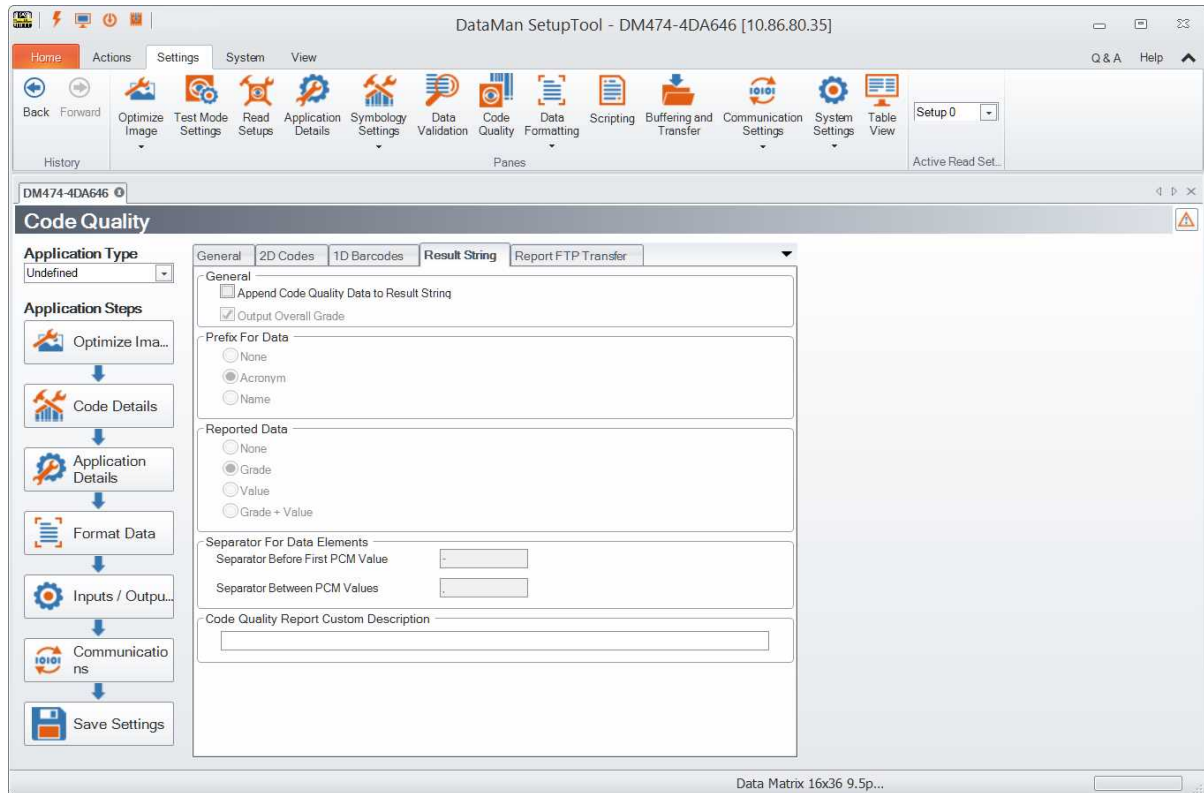 DataMan SetupTool - DM474-4DA646 [10.86.80.35]
Home Actions Settings System View Q & A Help
Back Forward Optimize Image Test Mode Settings Read Setups Application Details Symbology Settings Data Validation Code Quality Data Formatting Scripting Buffering and Transfer Communication Settings System Settings Table View Setup 0
History Panes Active Read Set..
DM474-4DA646
Code Quality
Application Type
Undefined
Application Steps
Optimize Ima...
Code Details
Application
Details
Format Data
Inputs / Outpu...
Communicatio
ns
Save Settings
General 2D Codes 1D Barcodes Result String Report FTP Transfer
General
Append Code Quality Data to Result String
Output Overall Grade
Prefix For Data
None
Acronym
Name
Reported Data
None
Grade
Value
Grade + Value
Separator For Data Elements
Separator Before First PCM Value -
Separator Between PCM Values ,
Code Quality Report Custom Description
Data Matrix 16x36 9.5p...